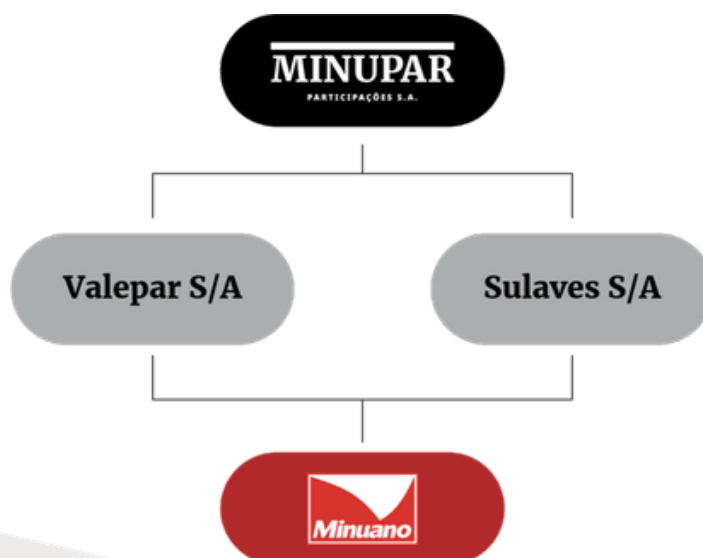 MINUPAR
PARTICIPAÇÕES S.A.
Valepar S/A
Sulaves S/A
Minuano